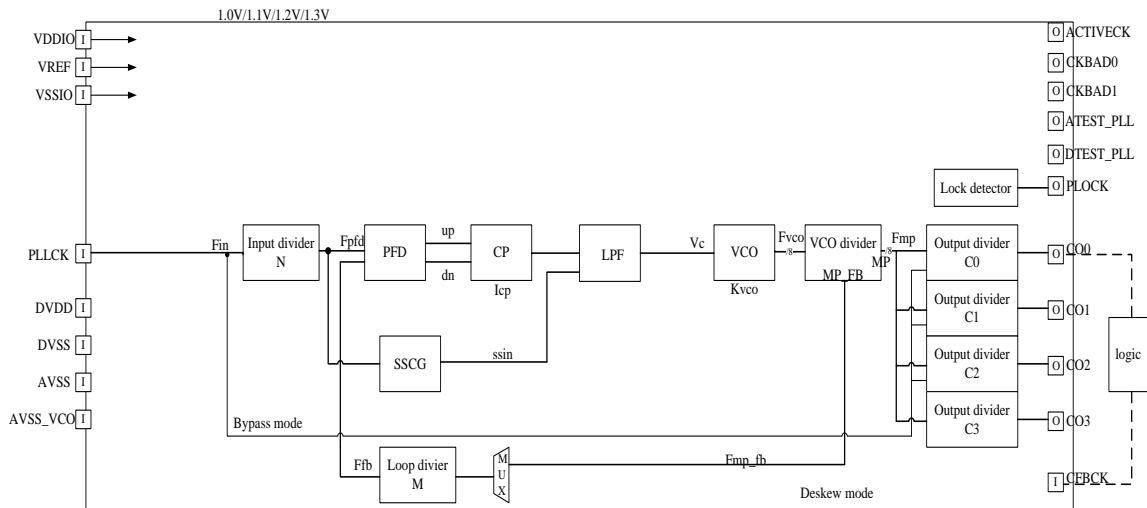 1.0V/1.1V/1.2V/1.3V
VDDIO I
VREF I
VSSIO I
O ACTIVECK
O CKBAD0
O CKBAD1
O ATEST_PLL
O DTEST_PLL
Lock detector
O PLOCK
PLLCK I
Fin
Input divider
N
Fpfd
PFD
up
dn
CP
Icp
LPF
Vc
VCO
Kvco
Fvco
8
VCO divider
MP
MP_FB
Fmp
8
Output divider
C0
O CO0
Output divider
C1
O CO1
Output divider
C2
O CO2
Output divider
C3
O CO3
logic
DVDD I
DVSS I
AVSS I
AVSS_VCO I
SSCG
ssin
Bypass mode
Ffb
Loop divier
M
MUX
Fmp_fb
Deskew mode
I CFBCK